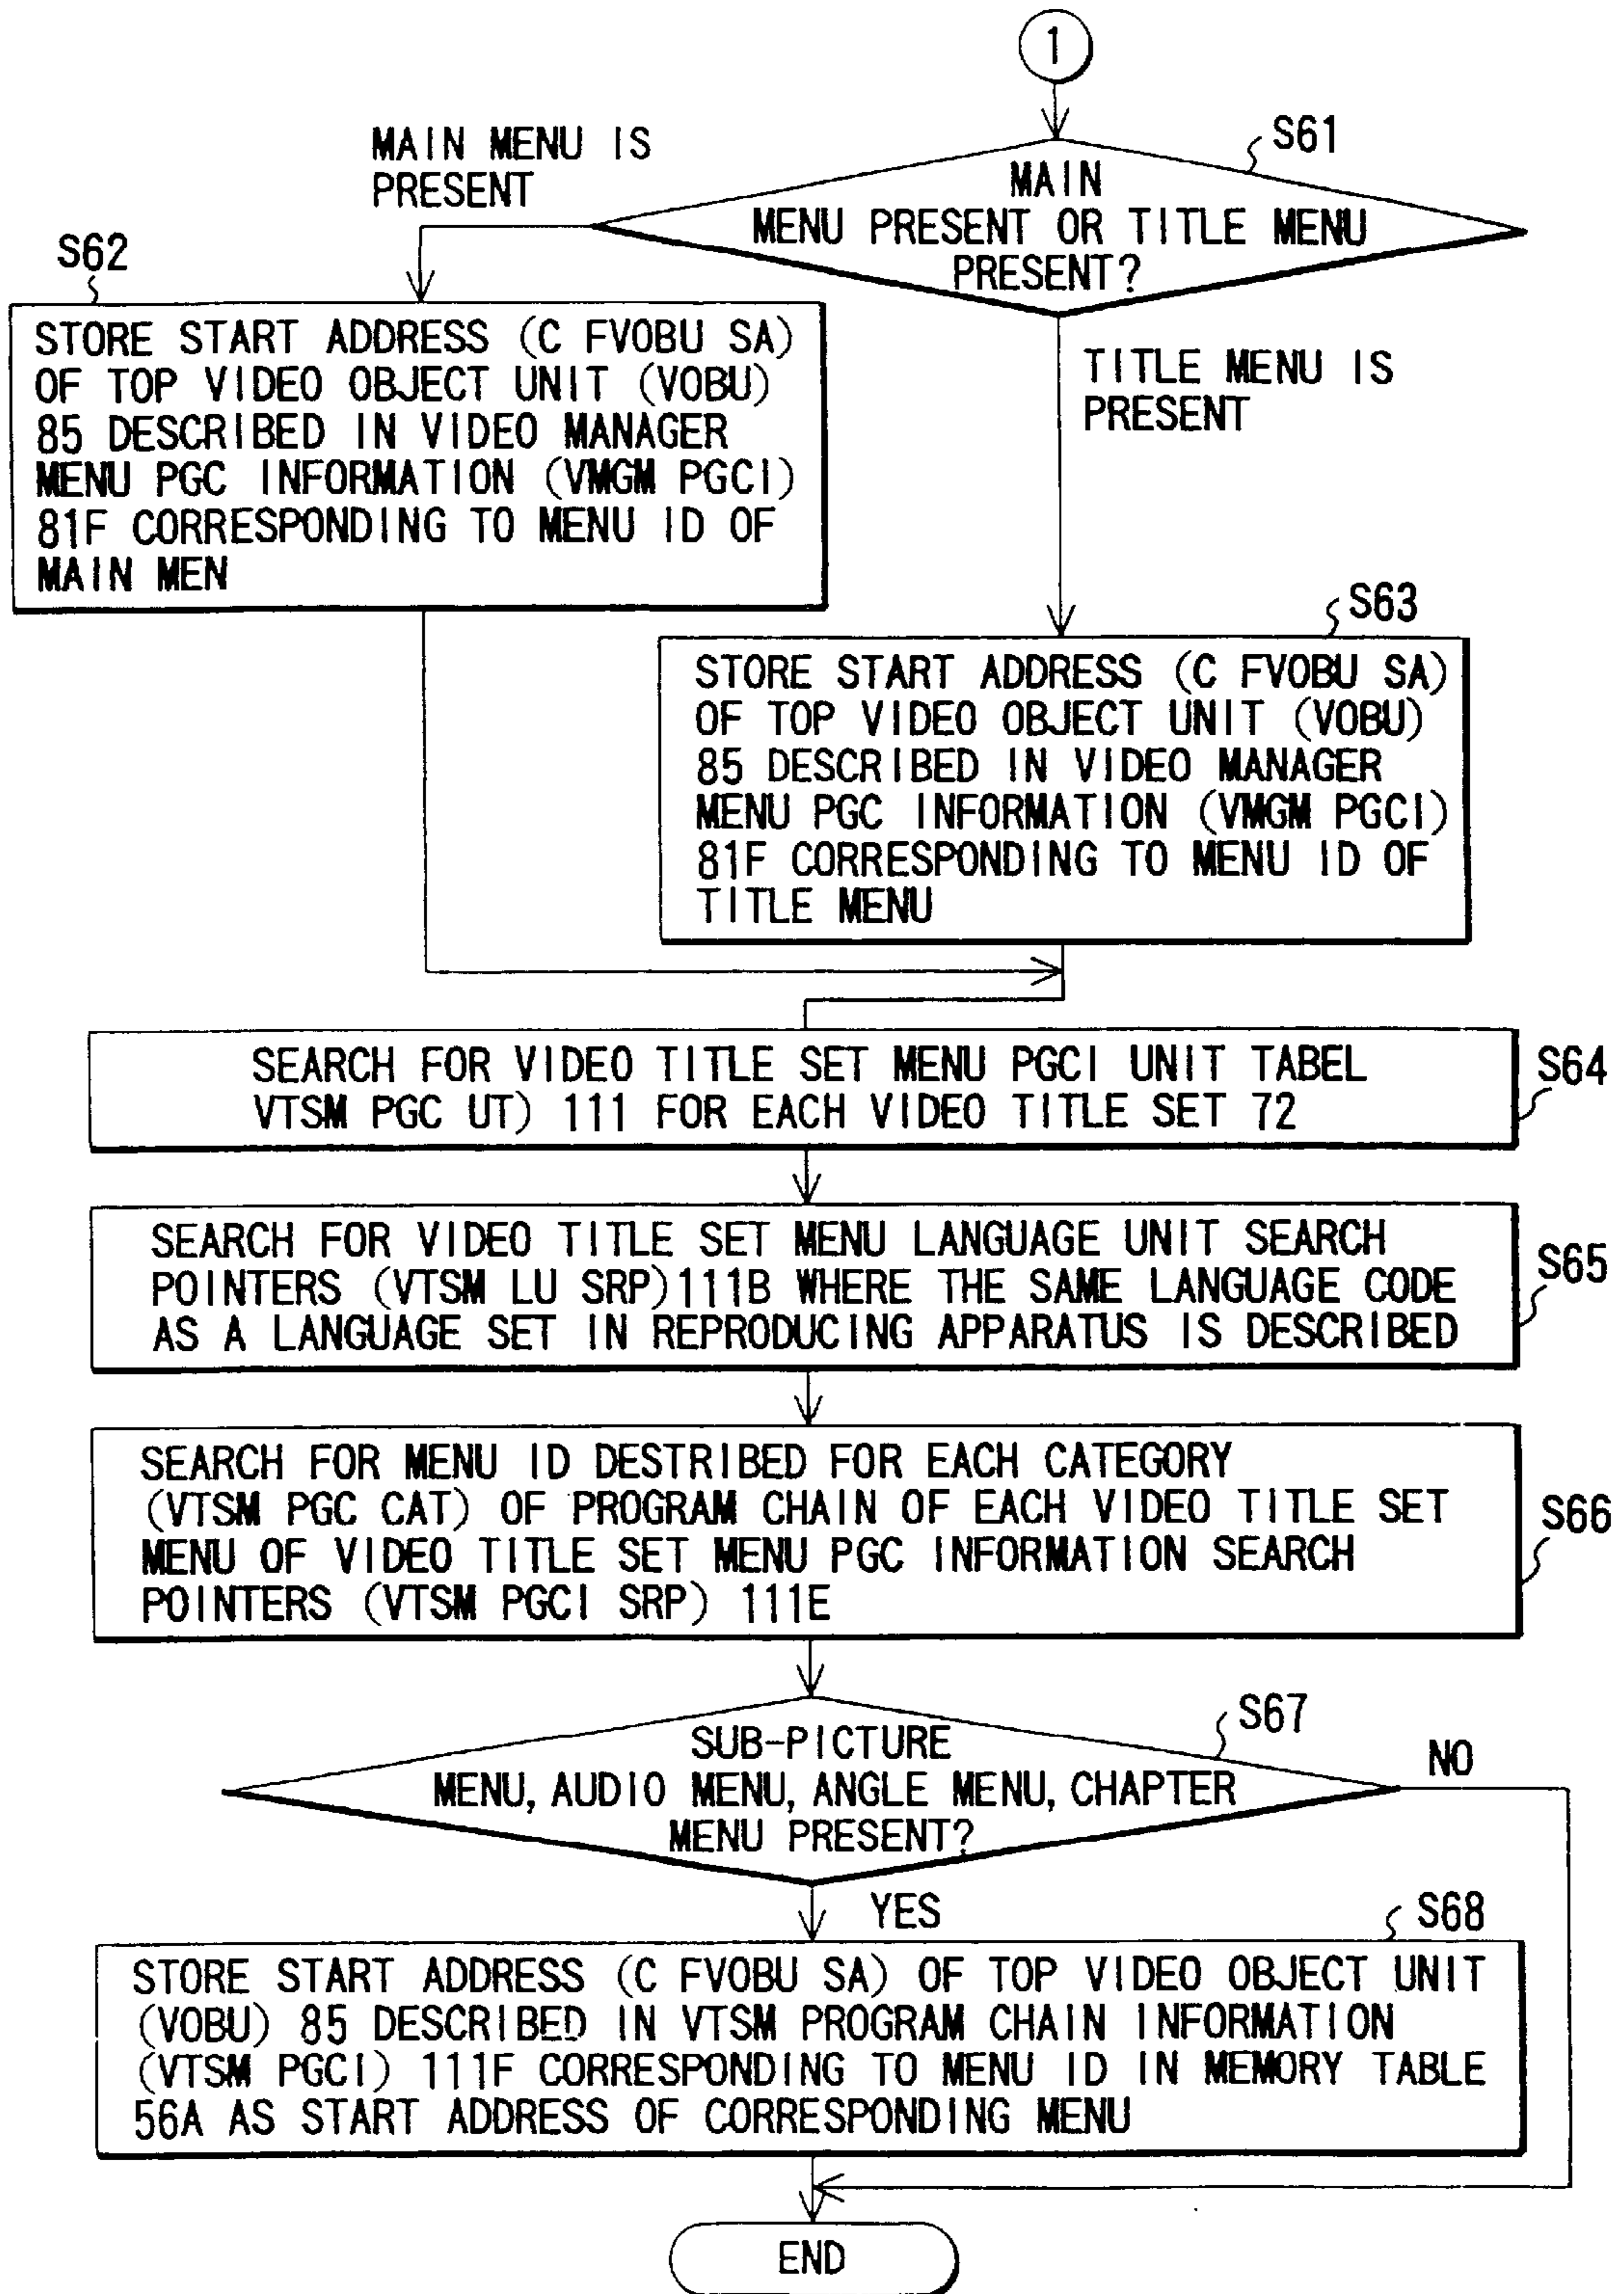 1
S61
MAIN
MENU PRESENT OR TITLE MENU
PRESENT?
MAIN MENU IS
PRESENT
S62
STORE START ADDRESS (C FVOBU SA)
OF TOP VIDEO OBJECT UNIT (VOBU)
85 DESCRIBED IN VIDEO MANAGER
MENU PGC INFORMATION (VMGM PGCI)
81F CORRESPONDING TO MENU ID OF
MAIN MEN
TITLE MENU IS
PRESENT
S63
STORE START ADDRESS (C FVOBU SA)
OF TOP VIDEO OBJECT UNIT (VOBU)
85 DESCRIBED IN VIDEO MANAGER
MENU PGC INFORMATION (VMGM PGCI)
81F CORRESPONDING TO MENU ID OF
TITLE MENU
SEARCH FOR VIDEO TITLE SET MENU PGCI UNIT TABEL
VTSM PGC UT) 111 FOR EACH VIDEO TITLE SET 72
S64
SEARCH FOR VIDEO TITLE SET MENU LANGUAGE UNIT SEARCH
POINTERS (VTSM LU SRP)111B WHERE THE SAME LANGUAGE CODE
AS A LANGUAGE SET IN REPRODUCING APPARATUS IS DESCRIBED
S65
SEARCH FOR MENU ID DESTRIBED FOR EACH CATEGORY
(VTSM PGC CAT) OF PROGRAM CHAIN OF EACH VIDEO TITLE SET
MENU OF VIDEO TITLE SET MENU PGC INFORMATION SEARCH
POINTERS (VTSM PGCI SRP) 111E
S66
S67
SUB-PICTURE
MENU, AUDIO MENU, ANGLE MENU, CHAPTER
MENU PRESENT?
NO
YES
S68
STORE START ADDRESS (C FVOBU SA) OF TOP VIDEO OBJECT UNIT
(VOBU) 85 DESCRIBED IN VTSM PROGRAM CHAIN INFORMATION
(VTSM PGCI) 111F CORRESPONDING TO MENU ID IN MEMORY TABLE
56A AS START ADDRESS OF CORRESPONDING MENU
END